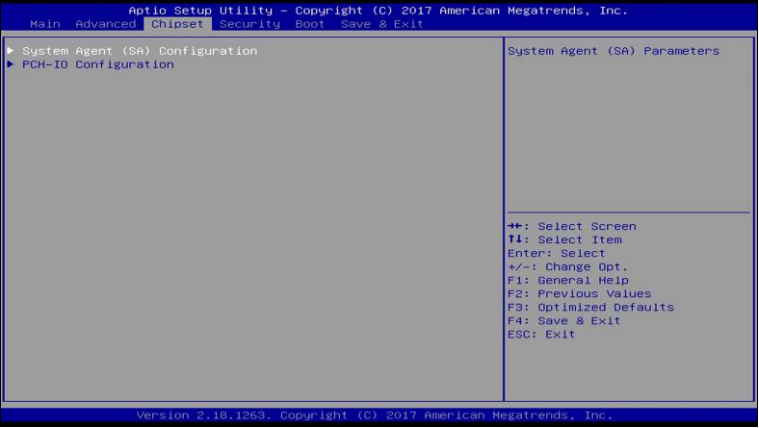 Aptio Setup Utility – Copyright (C) 2017 American Megatrends, Inc.
Main Advanced Chipset Security Boot Save & Exit
► System Agent (SA) Configuration
► PCH-IO Configuration
System Agent (SA) Parameters
→←: Select Screen
↑↓: Select Item
Enter: Select
+/-: Change Opt.
F1: General Help
F2: Previous Values
F3: Optimized Defaults
F4: Save & Exit
ESC: Exit
Version 2.18.1263. Copyright (C) 2017 American Megatrends, Inc.